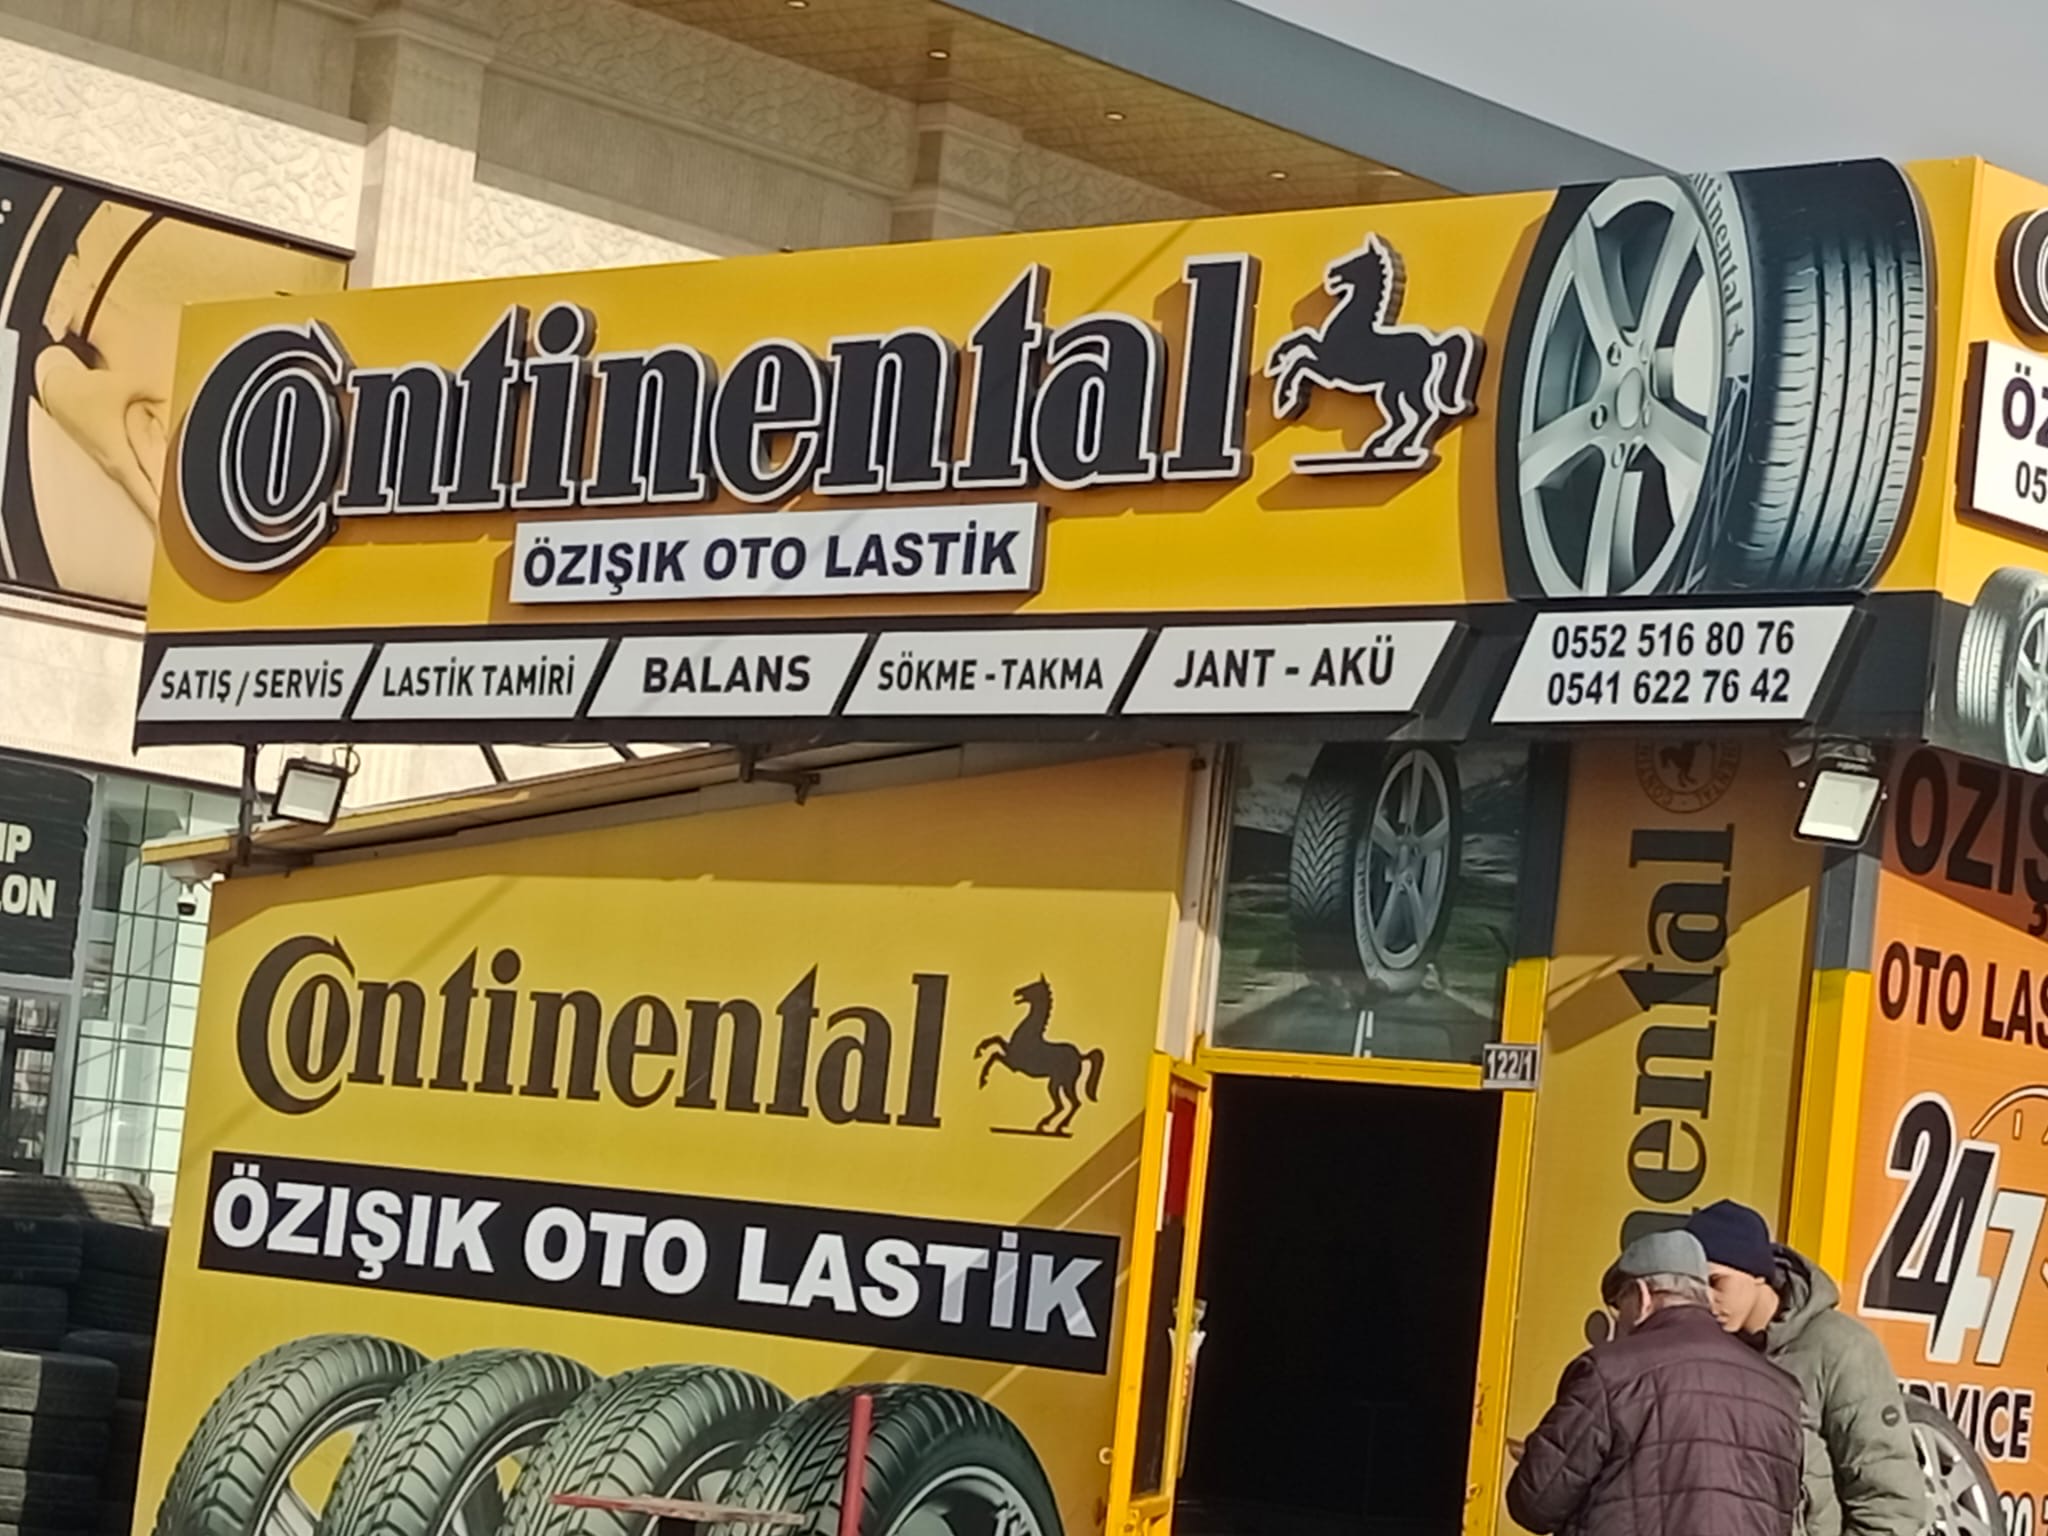 Continental
ÖZIŞIK OTO LASTİK
SATIŞ / SERVİS
LASTİK TAMİRİ
BALANS
SÖKME - TAKMA
JANT - AKÜ
0552 516 80 76
0541 622 76 42
Continental
ÖZIŞIK OTO LASTİK
122/1
OTO
24/7